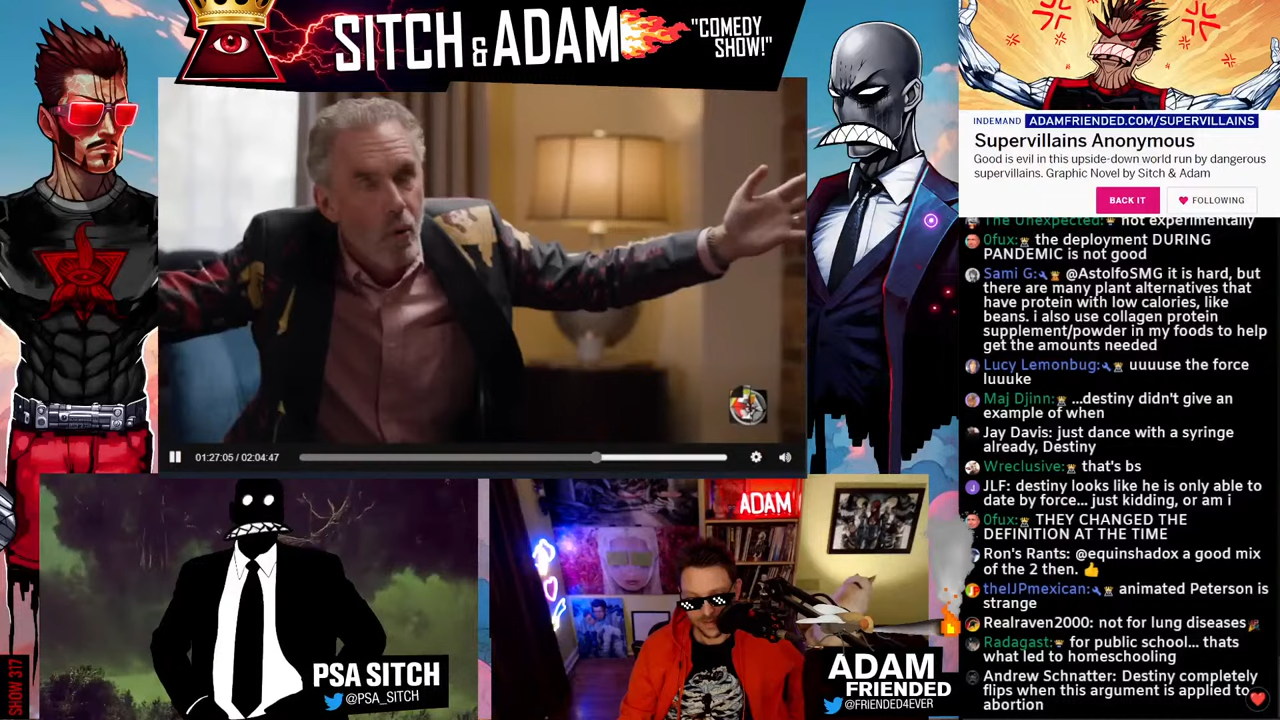 SITCH & ADAM
"COMEDY
SHOW!"
INDEMAND ADAMFRIENDED.COM/SUPERVILLAINS
Supervillains Anonymous
Good is evil in this upside-down world run by dangerous
supervillains. Graphic Novel by Sitch & Adam
BACK IT
FOLLOWING
The Unexpected: not experimentally
0fux: the deployment DURING
PANDEMIC is not good
Sami G: @AstolfoSMG it is hard, but
there are many plant alternatives that
have protein with low calories, like
beans. i also use collagen protein
supplement/powder in my foods to help
get the amounts needed
Lucy Lemonbug: uuuuse the force
luuuke
Maj Djinn: ...destiny didn't give an
example of when
Jay Davis: just dance with a syringe
already, Destiny
Wreclusive: that's bs
JLF: destiny looks like he is only able to
date by force... just kidding, or am i
0fux: THEY CHANGED THE
DEFINITION AT THE TIME
Ron's Rants: @equinshadox a good mix
of the 2 then. 👍
theIJPmexican: animated Peterson is
strange
Realraven2000: not for lung diseases🎉
Radagast: for public school... thats
what led to homeschooling
Andrew Schnatter: Destiny completely
flips when this argument is applied to
abortion
01:27:05 / 02:04:47
ADAM
PSA SITCH
@PSA_SITCH
ADAM
FRIENDED
@FRIENDED4EVER
SHOW 317